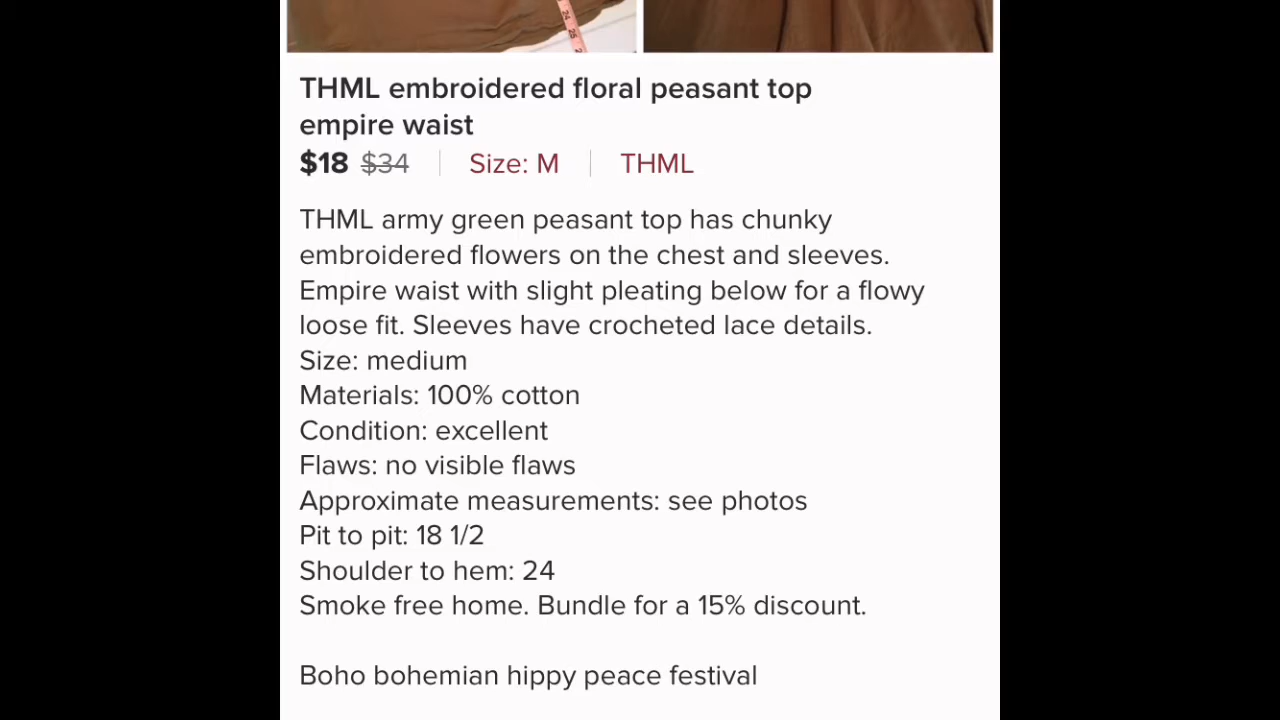 24
25
THML embroidered floral peasant top
empire waist
$18 $34 Size: M THML
THML army green peasant top has chunky
embroidered flowers on the chest and sleeves.
Empire waist with slight pleating below for a flowy
loose fit. Sleeves have crocheted lace details.
Size: medium
Materials: 100% cotton
Condition: excellent
Flaws: no visible flaws
Approximate measurements: see photos
Pit to pit: 18 1/2
Shoulder to hem: 24
Smoke free home. Bundle for a 15% discount.
Boho bohemian hippy peace festival